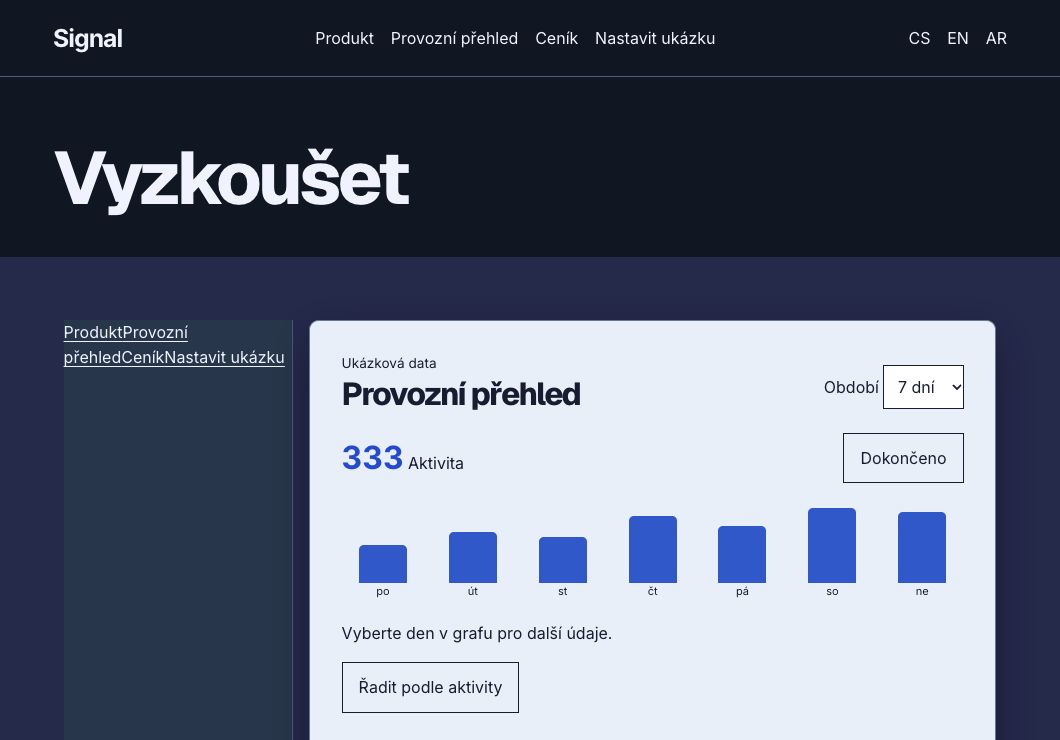 Signal
Produkt Provozní přehled Ceník Nastavit ukázku
CS EN AR
Vyzkoušet
ProduktProvozní
přehledCeníkNastavit ukázku
Ukázková data
Provozní přehled
Období 7 dní
333 Aktivita
Dokončeno
po út st čt pá so ne
Vyberte den v grafu pro další údaje.
Řadit podle aktivity